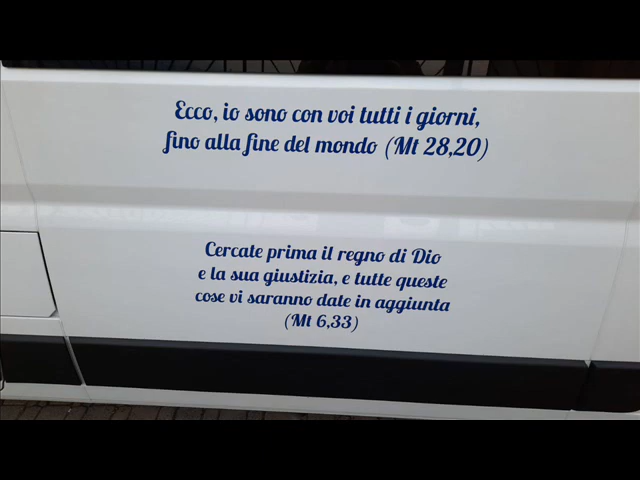 Ecco, io sono con voi tutti i giorni,
fino alla fine del mondo (Mt 28,20)
Cercate prima il regno di Dio
e la sua giustizia, e tutte queste
cose vi saranno date in aggiunta
(Mt 6,33)